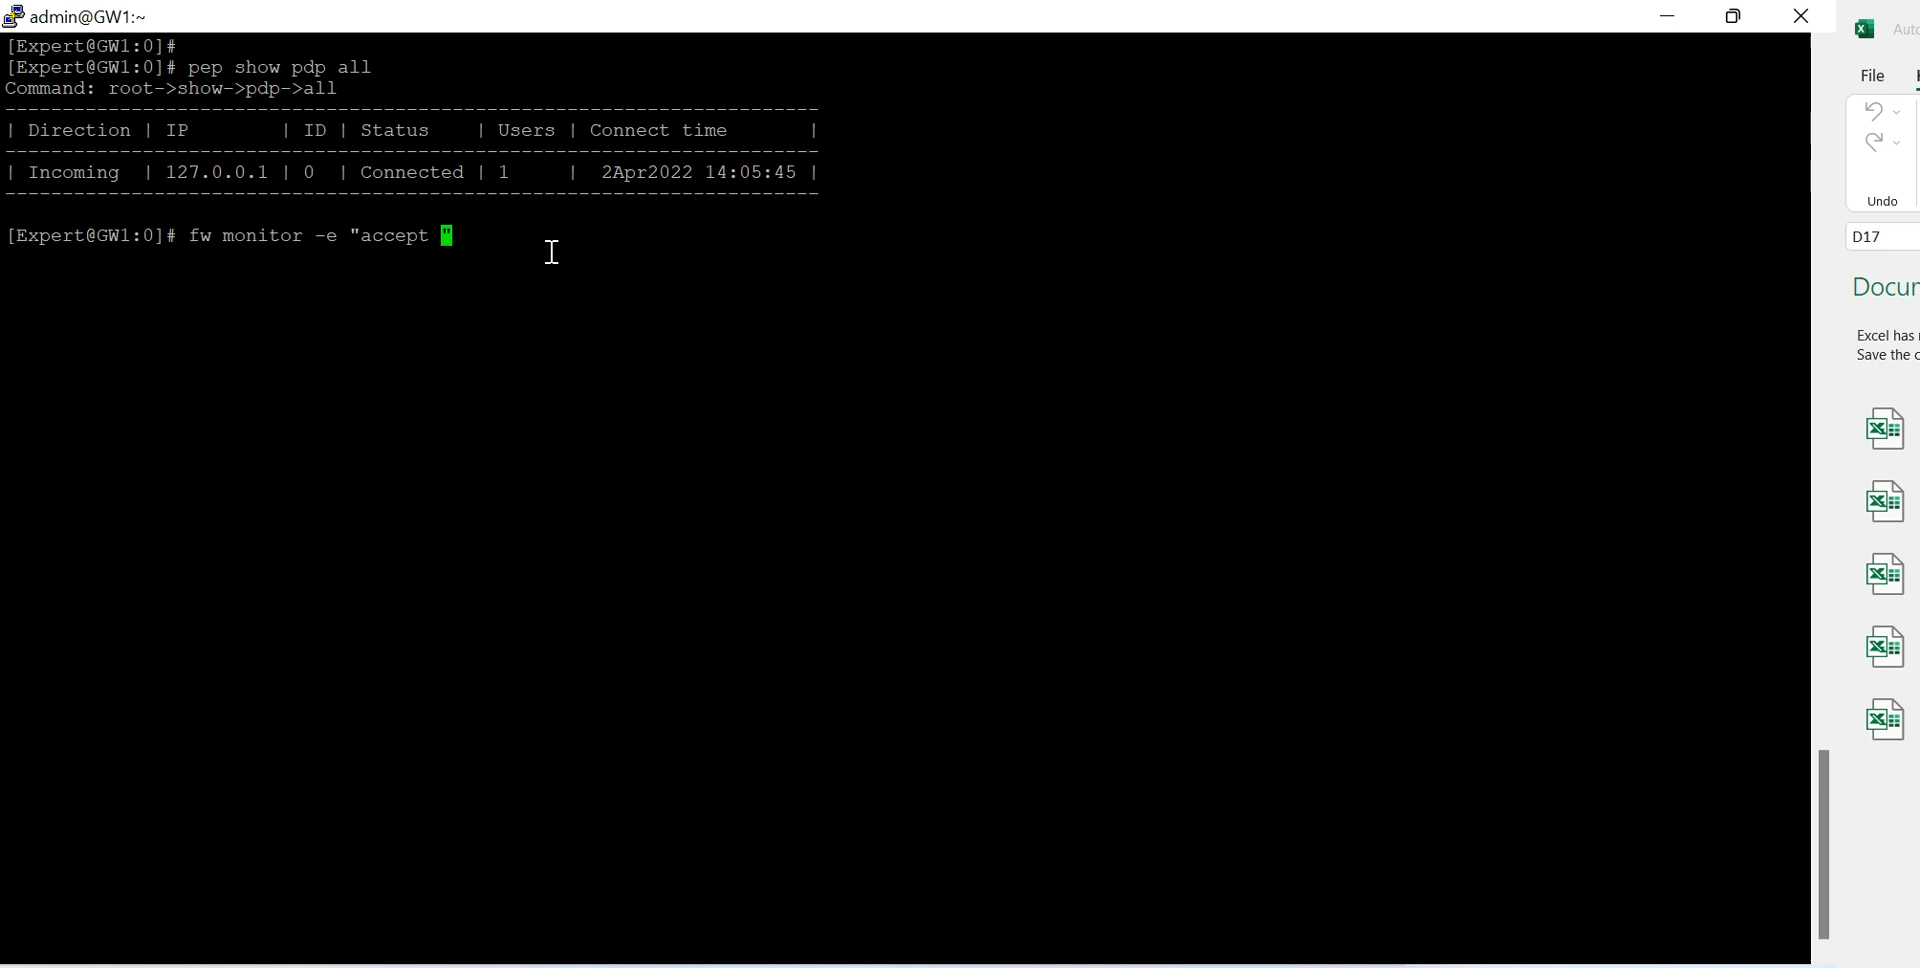 admin@GW1:~
[Expert@GW1:0]#
[Expert@GW1:0]# pep show pdp all
Command: root->show->pdp->all
--------------------------------------------------------------------------
| Direction | IP        | ID | Status    | Users | Connect time       |
--------------------------------------------------------------------------
| Incoming  | 127.0.0.1 | 0  | Connected | 1     |  2Apr2022 14:05:45 |
--------------------------------------------------------------------------
[Expert@GW1:0]# fw monitor -e "accept "
File
Undo
D17
Excel has
Save the